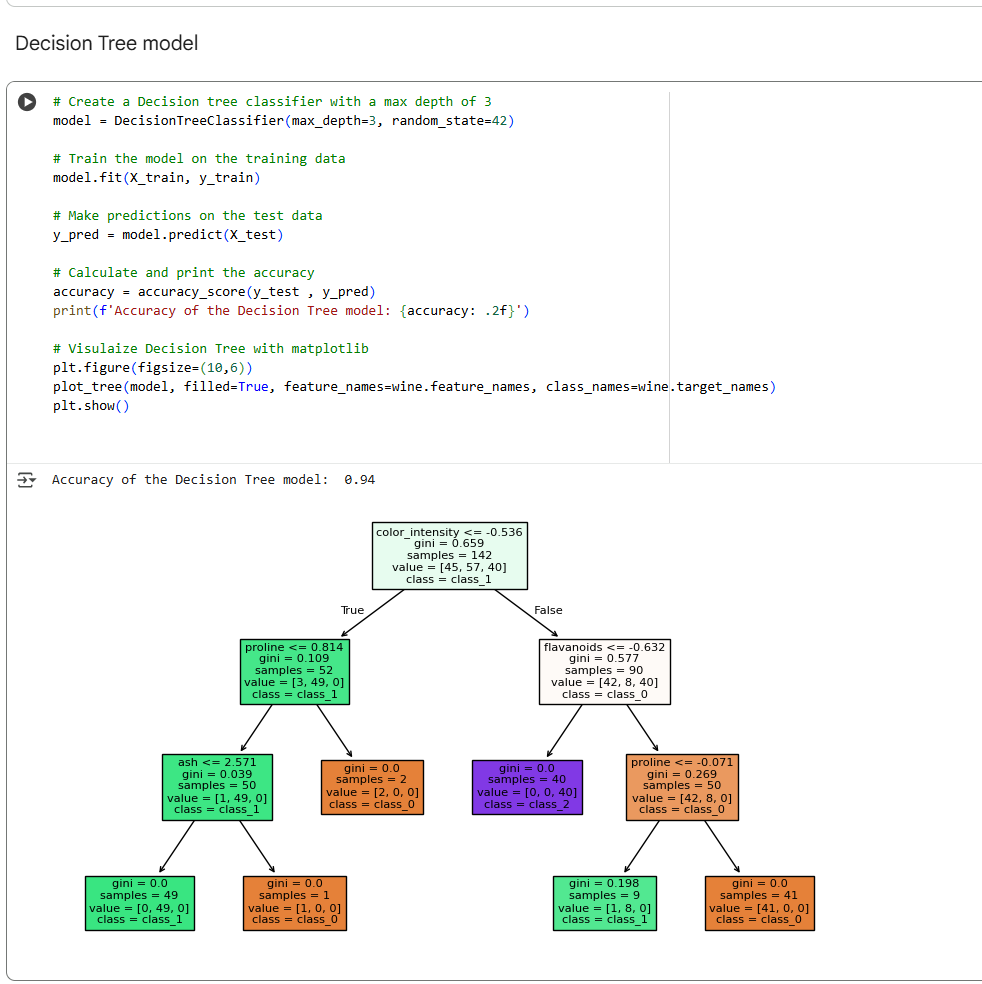 Decision Tree model
# Create a Decision tree classifier with a max depth of 3
model = DecisionTreeClassifier(max_depth=3, random_state=42)
# Train the model on the training data
model.fit(X_train, y_train)
# Make predictions on the test data
y_pred = model.predict(X_test)
# Calculate and print the accuracy
accuracy = accuracy_score(y_test , y_pred)
print(f'Accuracy of the Decision Tree model: {accuracy: .2f}')
# Visulaize Decision Tree with matplotlib
plt.figure(figsize=(10,6))
plot_tree(model, filled=True, feature_names=wine.feature_names, class_names=wine.target_names)
plt.show()
Accuracy of the Decision Tree model:  0.94
color_intensity <= -0.536
gini = 0.659
samples = 142
value = [45, 57, 40]
class = class_1
True
False
proline <= 0.814
gini = 0.109
samples = 52
value = [3, 49, 0]
class = class_1
flavanoids <= -0.632
gini = 0.577
samples = 90
value = [42, 8, 40]
class = class_0
ash <= 2.571
gini = 0.039
samples = 50
value = [1, 49, 0]
class = class_1
gini = 0.0
samples = 2
value = [2, 0, 0]
class = class_0
gini = 0.0
samples = 40
value = [0, 0, 40]
class = class_2
proline <= -0.071
gini = 0.269
samples = 50
value = [42, 8, 0]
class = class_0
gini = 0.0
samples = 49
value = [0, 49, 0]
class = class_1
gini = 0.0
samples = 1
value = [1, 0, 0]
class = class_0
gini = 0.198
samples = 9
value = [1, 8, 0]
class = class_1
gini = 0.0
samples = 41
value = [41, 0, 0]
class = class_0